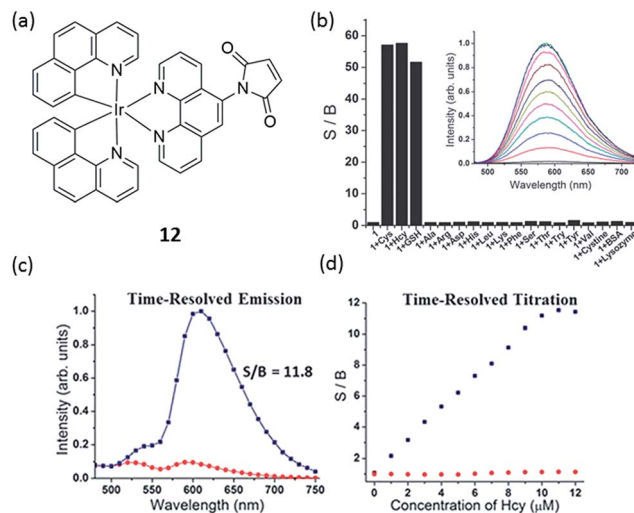 (a)
N
Ir
N
N
N
N
O
O
12
(b)
S / B
60
50
40
30
20
10
0
1
1+Cys
1+Hcy
1+GSH
1+Ala
1+Arg
1+Asp
1+His
1+Leu
1+Lys
1+Phe
1+Ser
1+Thr
1+Try
1+Tyr
1+Val
1+Cystine
1+BSA
1+Lysozyme
Intensity (arb. units)
1.0
0.8
0.6
0.4
0.2
0.0
500 550 600 650 700
Wavelength (nm)
(c)
Time-Resolved Emission
S/B = 11.8
Intensity (arb. units)
1.0
0.8
0.6
0.4
0.2
0.0
500 550 600 650 700 750
Wavelength (nm)
(d)
Time-Resolved Titration
S / B
12
10
8
6
4
2
0 2 4 6 8 10 12
Concentration of Hcy (μM)